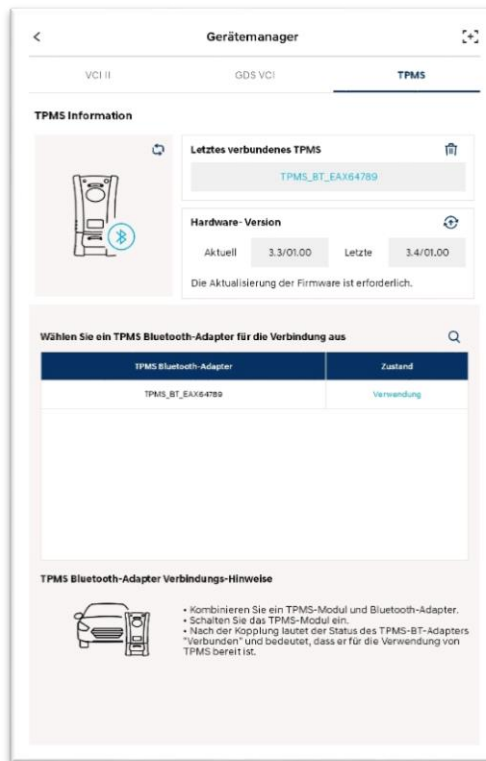 Gerätemanager
VCI II
GDS VCI
TPMS
TPMS Information
Letztes verbundenes TPMS
TPMS_BT_EAX64789
Hardware- Version
Aktuell 3.3/01.00 Letzte 3.4/01.00
Die Aktualisierung der Firmware ist erforderlich.
Wählen Sie ein TPMS Bluetooth-Adapter für die Verbindung aus
TPMS Bluetooth-Adapter Zustand
TPMS_BT_EAX64789 Verwendung
TPMS Bluetooth-Adapter Verbindungs-Hinweise
• Kombinieren Sie ein TPMS-Modul und Bluetooth-Adapter.
• Schalten Sie das TPMS-Modul ein.
• Nach der Kopplung lautet der Status des TPMS-BT-Adapters
"Verbunden" und bedeutet, dass er für die Verwendung von
TPMS bereit ist.